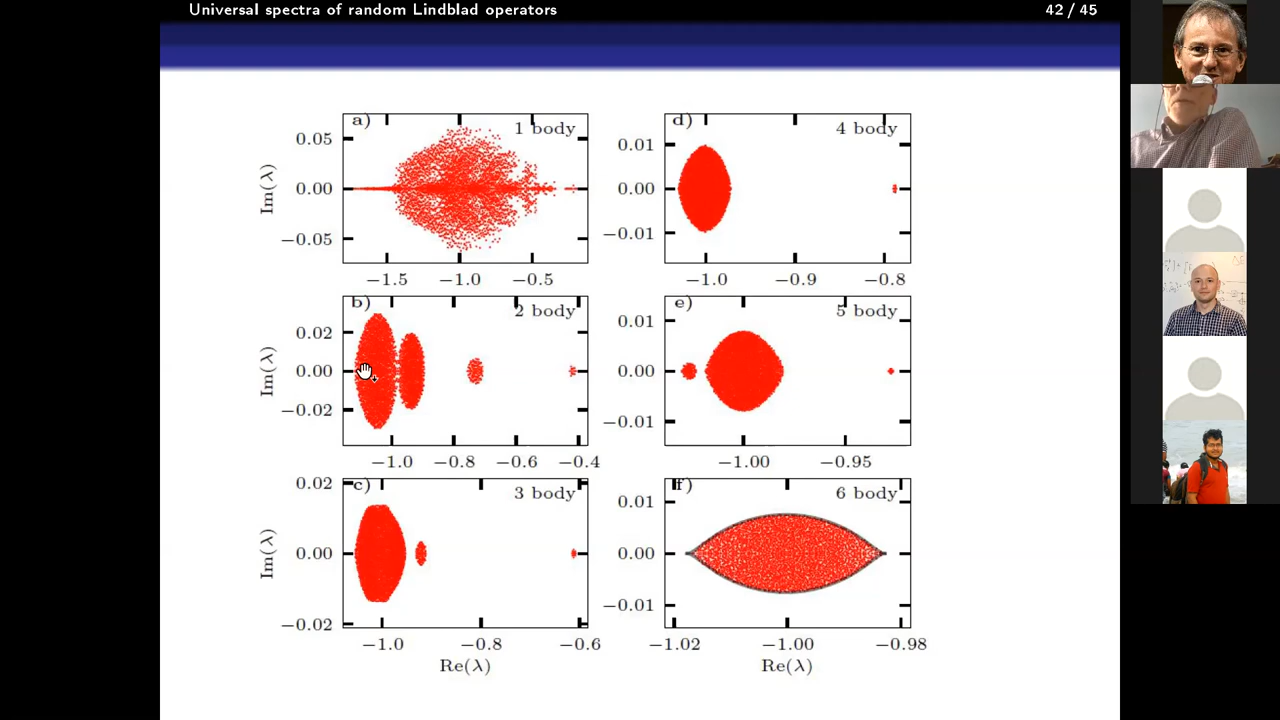 Universal spectra of random Lindblad operators 42 / 45
a) 1 body
0.05
0.00
−0.05
Im(λ)
−1.5 −1.0 −0.5
d) 4 body
0.01
0.00
−0.01
−1.0 −0.9 −0.8
b) 2 body
0.02
0.00
−0.02
Im(λ)
−1.0 −0.8 −0.6 −0.4
e) 5 body
0.01
0.00
−0.01
−1.00 −0.95
c) 3 body
0.02
0.00
−0.02
Im(λ)
−1.0 −0.8 −0.6
Re(λ)
f) 6 body
0.01
0.00
−0.01
−1.02 −1.00 −0.98
Re(λ)